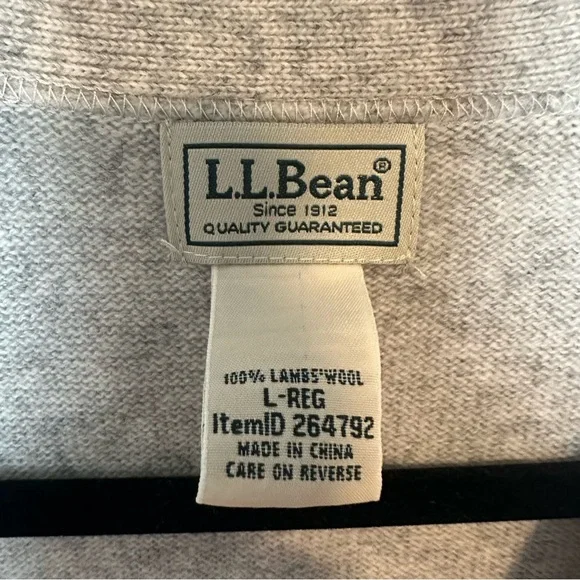 L.L.Bean®
Since 1912
QUALITY GUARANTEED
100% LAMBS'WOOL
L-REG
ItemID 264792
MADE IN CHINA
CARE ON REVERSE